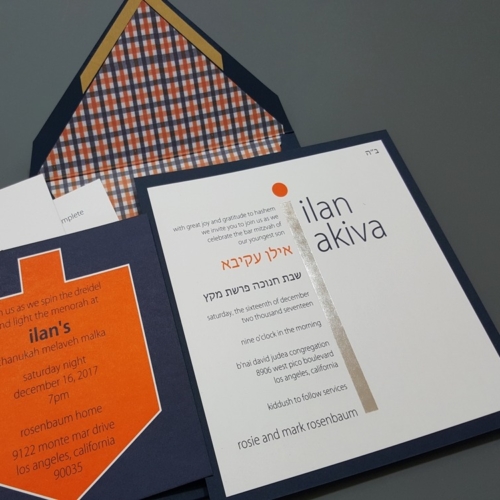 ב״ה
with great joy and gratitude to hashem
we invite you to join us as we
celebrate the bar mitzvah of
our youngest son
ilan
akiva
אילן עקיבא
שבת חנוכה פרשת מקץ
saturday, the sixteenth of december
two thousand seventeen
nine o'clock in the morning
b'nai david judea congregation
8906 west pico boulevard
los angeles, california
kiddush to follow services
rosie and mark rosenbaum
us as we spin the dreidel
light the menorah at
ilan's
chanukah melaveh malka
saturday night
december 16, 2017
7pm
rosenbaum home
9122 monte mar drive
los angeles, california
90035